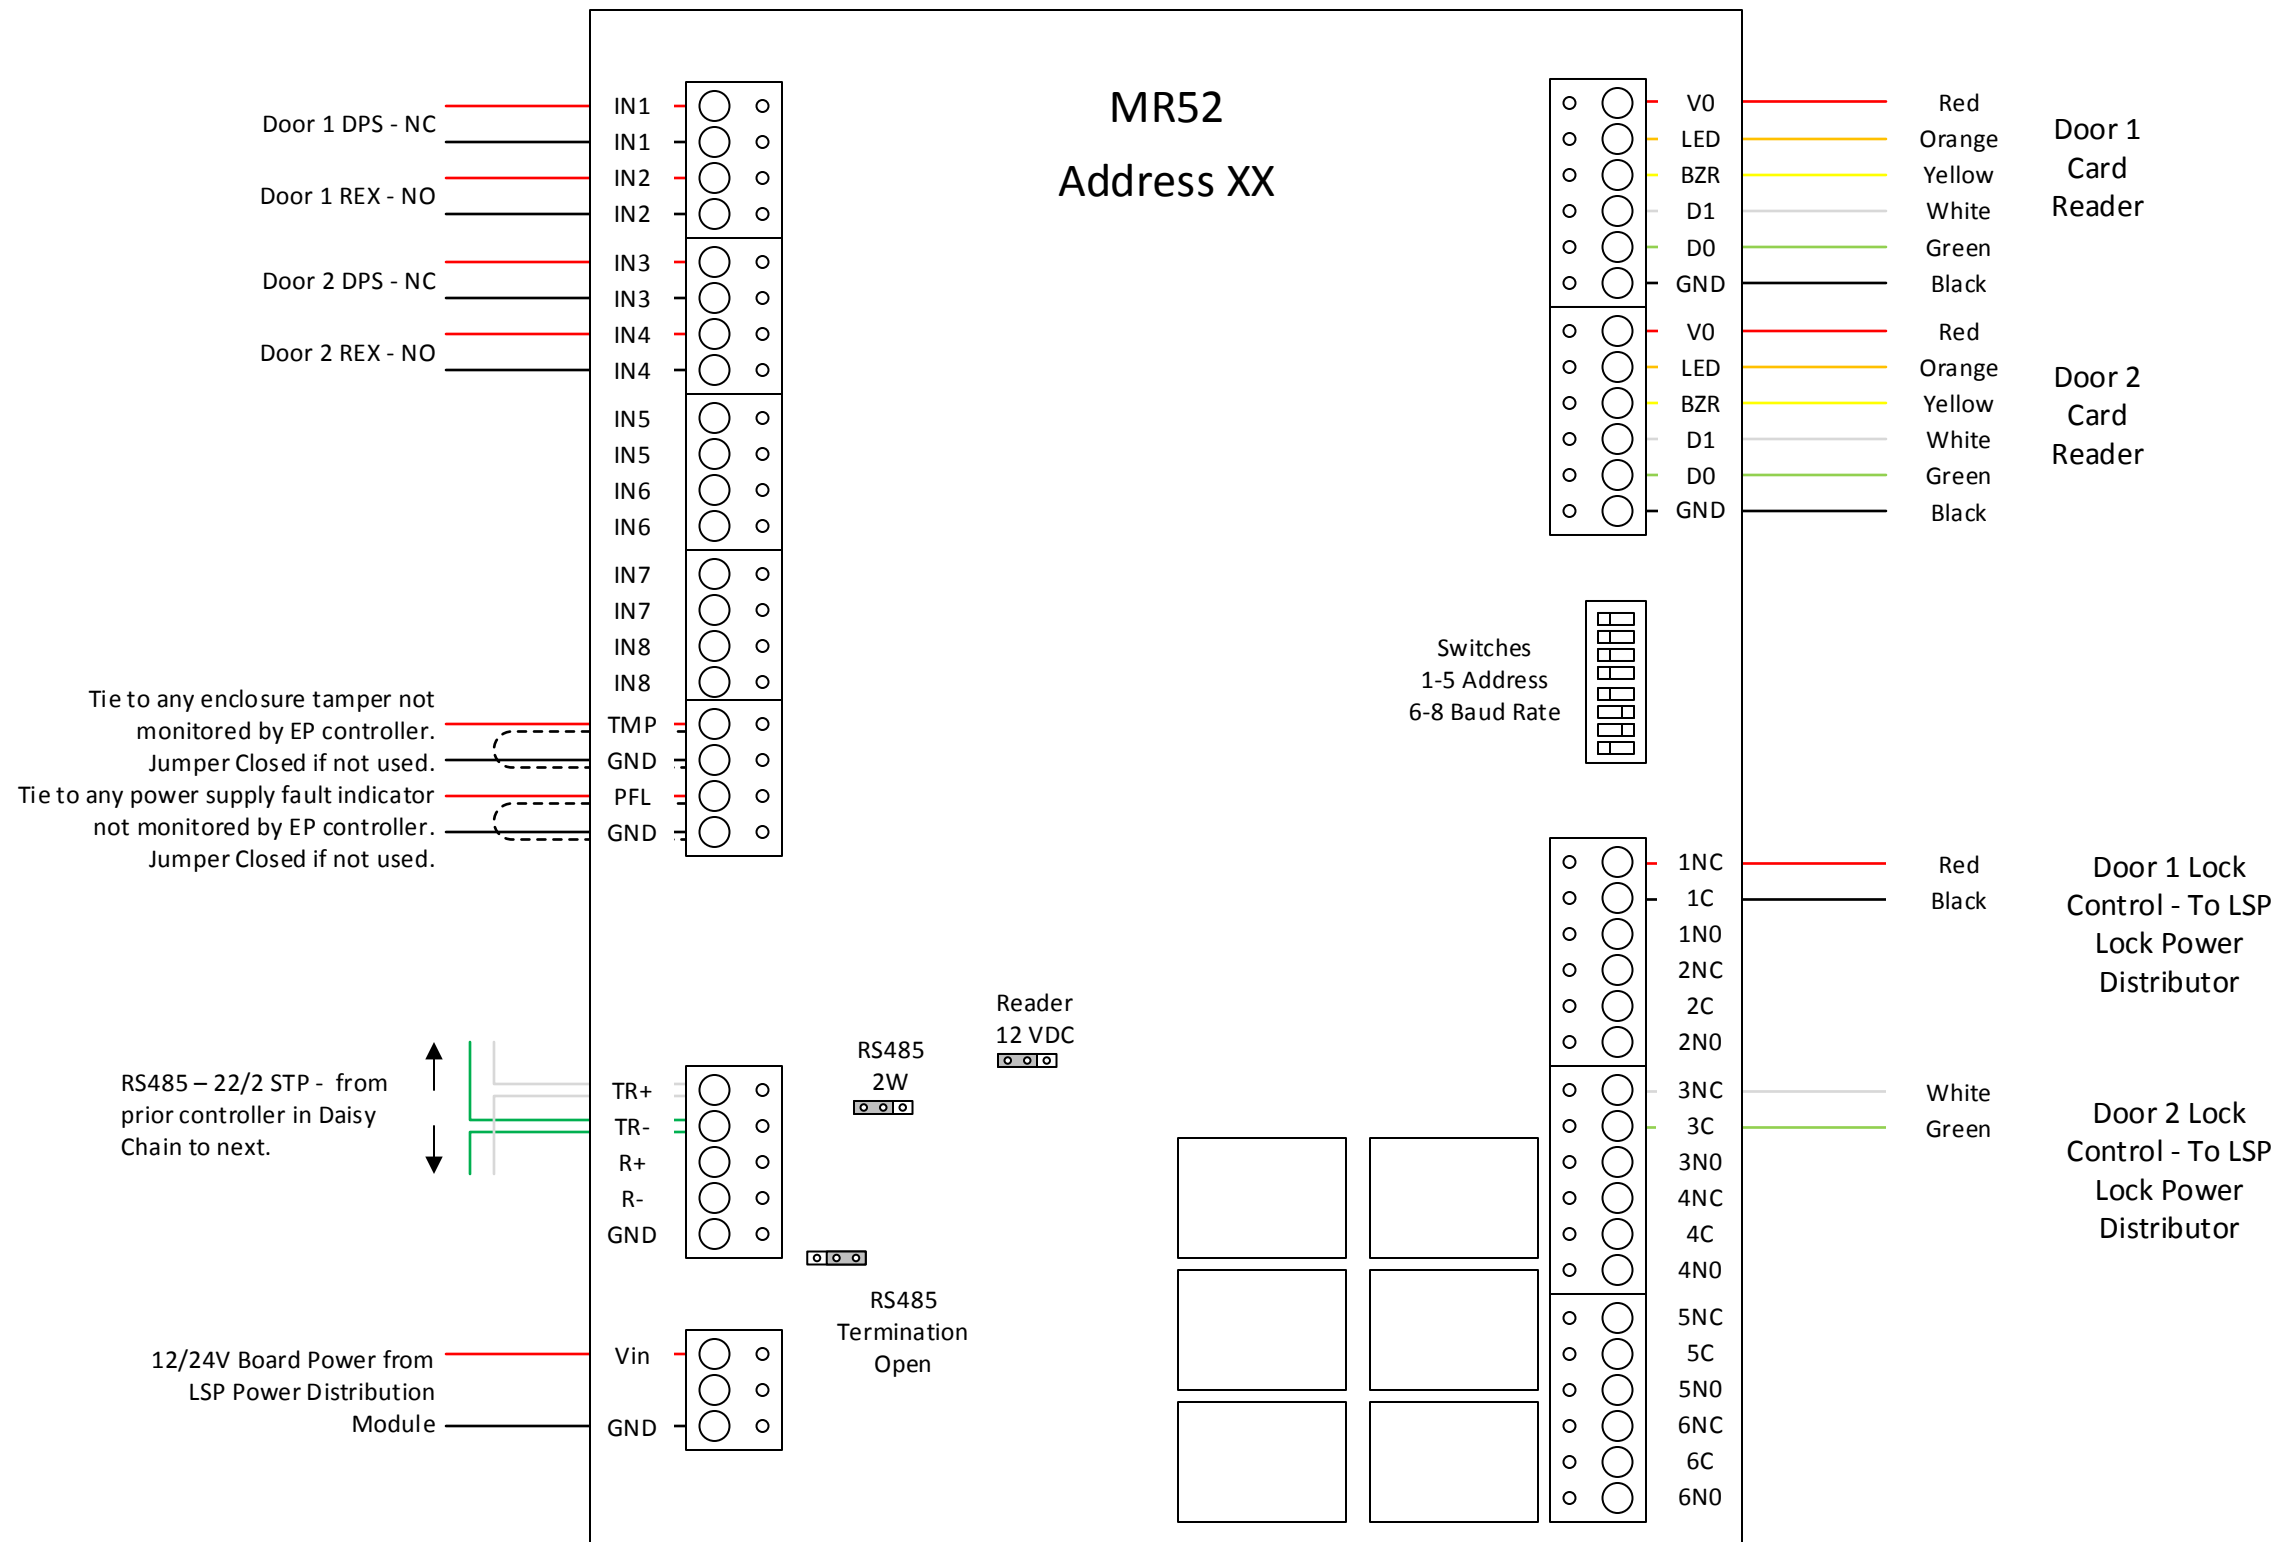 MR52
Address XX
Door 1 DPS - NC
Door 1 REX - NO
Door 2 DPS - NC
Door 2 REX - NO
IN1
IN1
IN2
IN2
IN3
IN3
IN4
IN4
IN5
IN5
IN6
IN6
IN7
IN7
IN8
IN8
TMP
GND
PFL
GND
Tie to any enclosure tamper not
monitored by EP controller.
Jumper Closed if not used.
Tie to any power supply fault indicator
not monitored by EP controller.
Jumper Closed if not used.
RS485 – 22/2 STP - from
prior controller in Daisy
Chain to next.
TR+
TR-
R+
R-
GND
12/24V Board Power from
LSP Power Distribution
Module
Vin
GND
RS485
2W
Reader
12 VDC
RS485
Termination
Open
Switches
1-5 Address
6-8 Baud Rate
V0
LED
BZR
D1
D0
GND
V0
LED
BZR
D1
D0
GND
Red
Orange
Yellow
White
Green
Black
Red
Orange
Yellow
White
Green
Black
Door 1
Card
Reader
Door 2
Card
Reader
1NC
1C
1N0
2NC
2C
2N0
3NC
3C
3N0
4NC
4C
4N0
5NC
5C
5N0
6NC
6C
6N0
Red
Black
White
Green
Door 1 Lock
Control - To LSP
Lock Power
Distributor
Door 2 Lock
Control - To LSP
Lock Power
Distributor